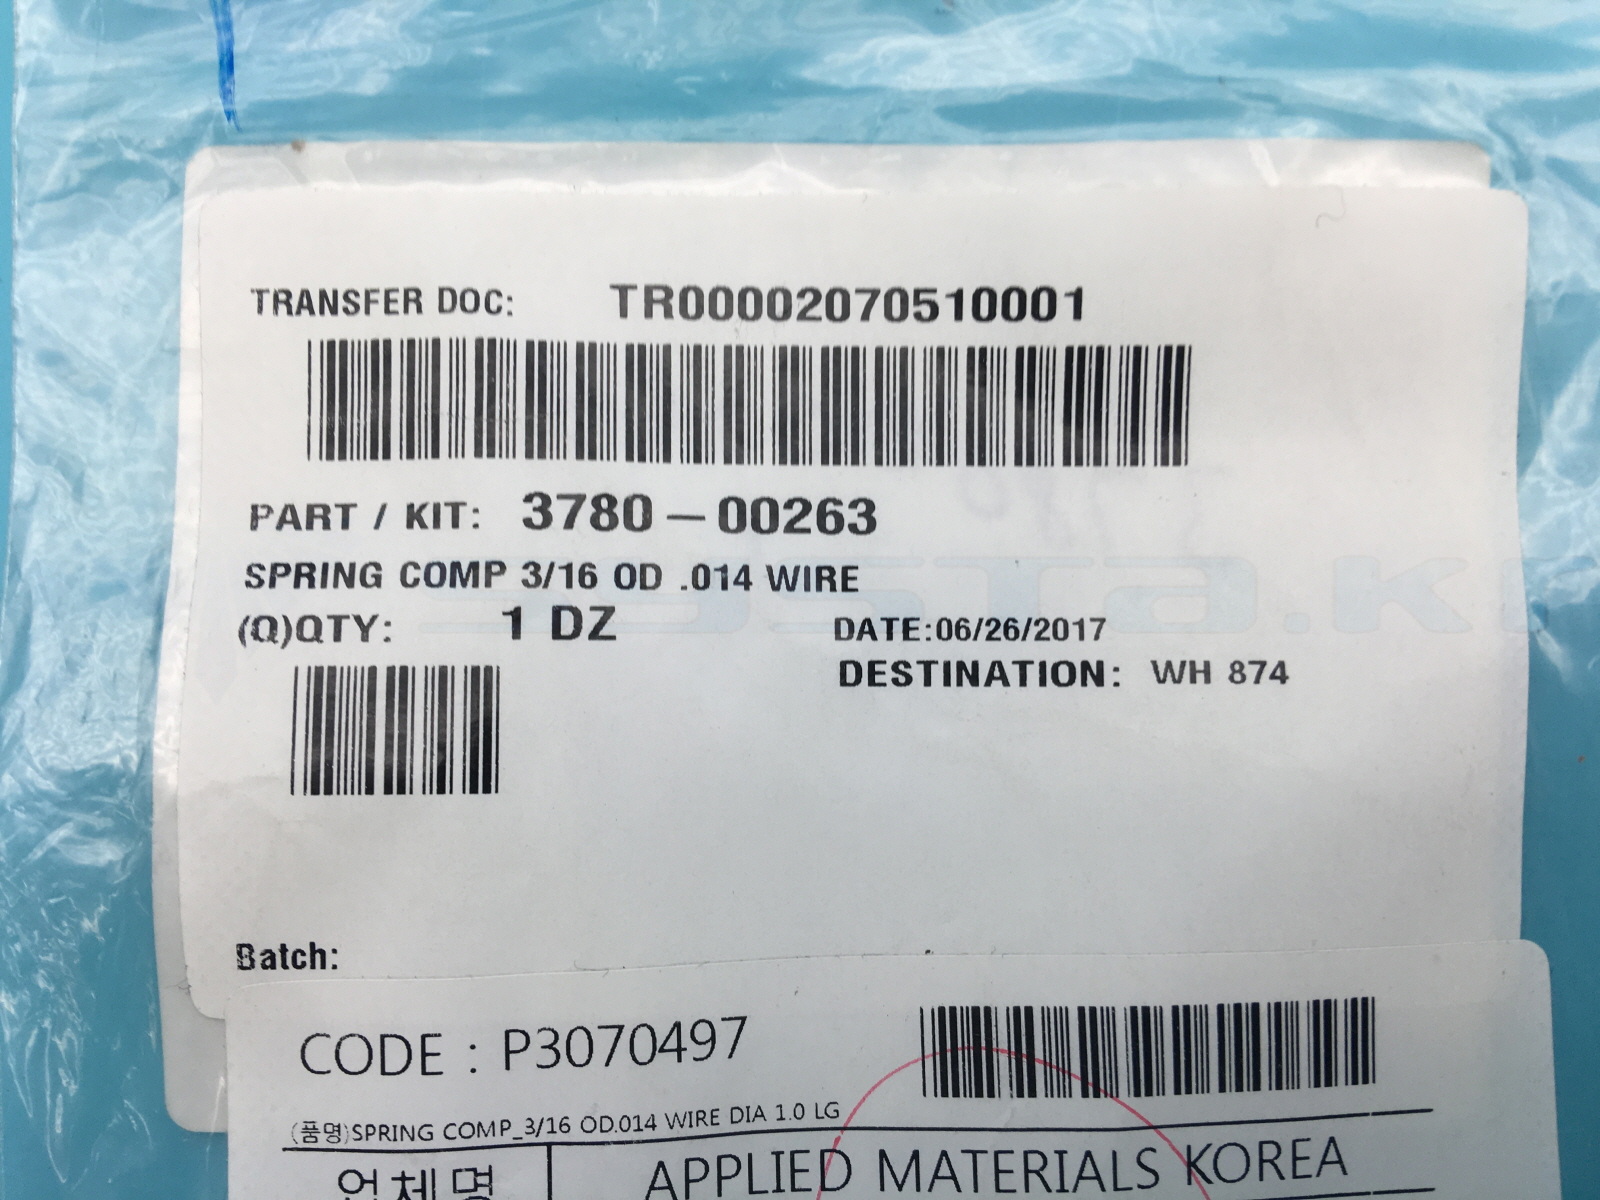 TRANSFER DOC: TR00002070510001
PART / KIT: 3780-00263
SPRING COMP 3/16 OD .014 WIRE
(Q)QTY: 1 DZ
DATE:06/26/2017
DESTINATION: WH 874
Batch:
CODE : P3070497
(품명)SPRING COMP_3/16 OD.014 WIRE DIA 1.0 LG
업체명 APPLIED MATERIALS KOREA